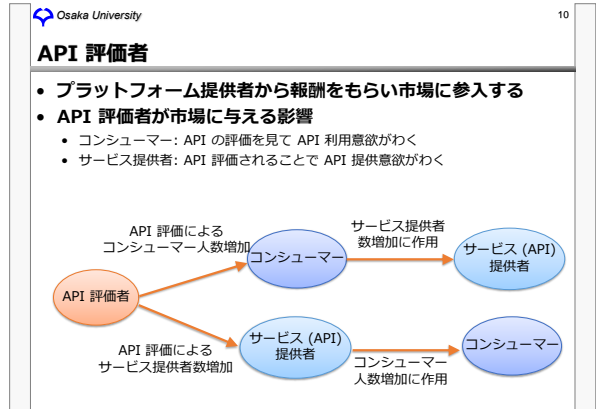 Osaka University
10
API 評価者
• プラットフォーム提供者から報酬をもらい市場に参入する
• API 評価者が市場に与える影響
• コンシューマー: API の評価を見て API 利用意欲がわく
• サービス提供者: API 評価されることで API 提供意欲がわく
API 評価による
コンシューマー人数増加
コンシューマー
サービス提供者
数増加に作用
サービス (API)
提供者
API 評価者
API 評価による
サービス提供者数増加
サービス (API)
提供者
コンシューマー
人数増加に作用
コンシューマー